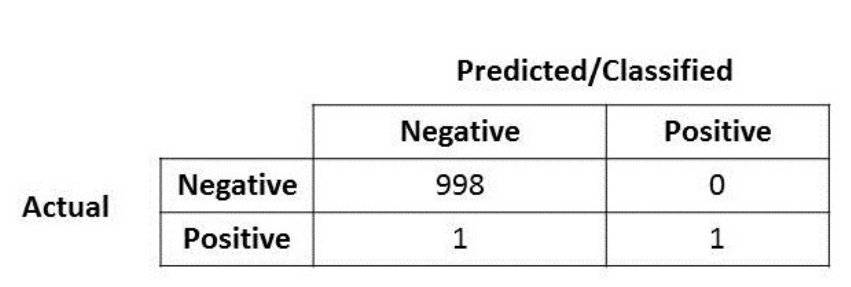 Predicted/Classified
Negative Positive
Actual
Negative 998 0
Positive 1 1